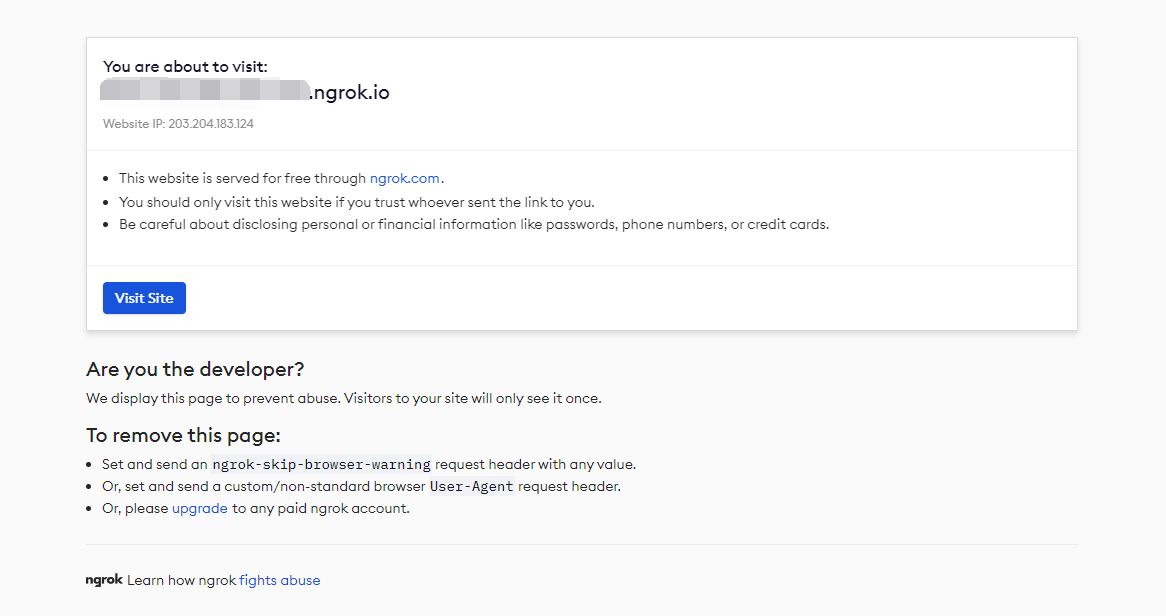 You are about to visit:
.ngrok.io
Website IP: 203.204.183.124
This website is served for free through ngrok.com.
You should only visit this website if you trust whoever sent the link to you.
Be careful about disclosing personal or financial information like passwords, phone numbers, or credit cards.
Visit Site
Are you the developer?
We display this page to prevent abuse. Visitors to your site will only see it once.
To remove this page:
Set and send an ngrok-skip-browser-warning request header with any value.
Or, set and send a custom/non-standard browser User-Agent request header.
Or, please upgrade to any paid ngrok account.
ngrok Learn how ngrok fights abuse